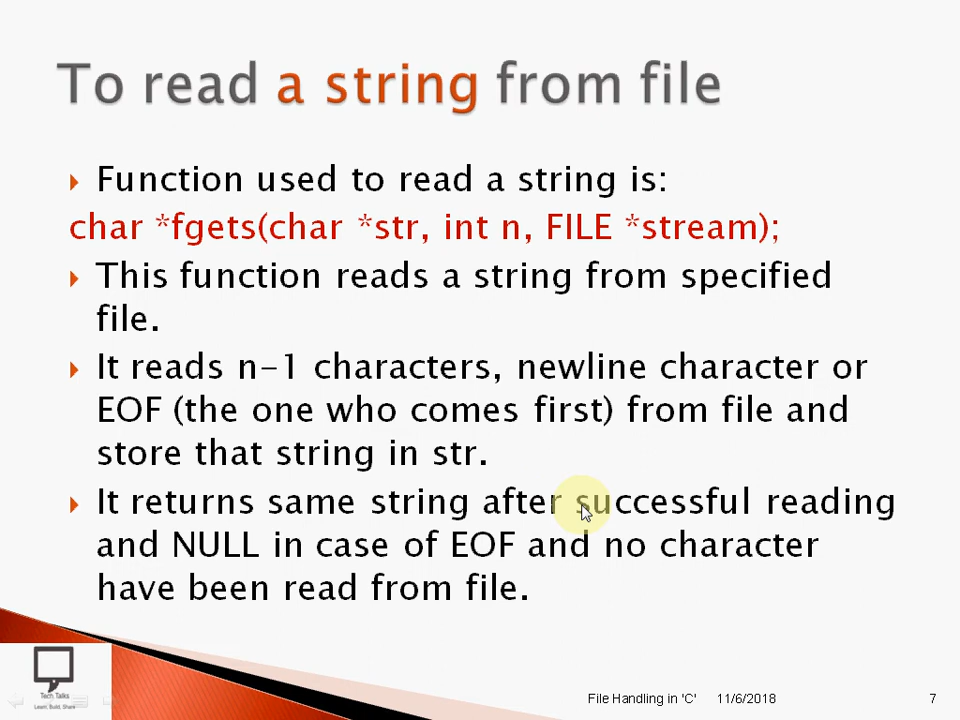 To read a string from file
Function used to read a string is:
char *fgets(char *str, int n, FILE *stream);
This function reads a string from specified
file.
It reads n-1 characters, newline character or
EOF (the one who comes first) from file and
store that string in str.
It returns same string after successful reading
and NULL in case of EOF and no character
have been read from file.
Tech Talks
Learn, Build, Share
File Handling in 'C' 11/6/2018 7